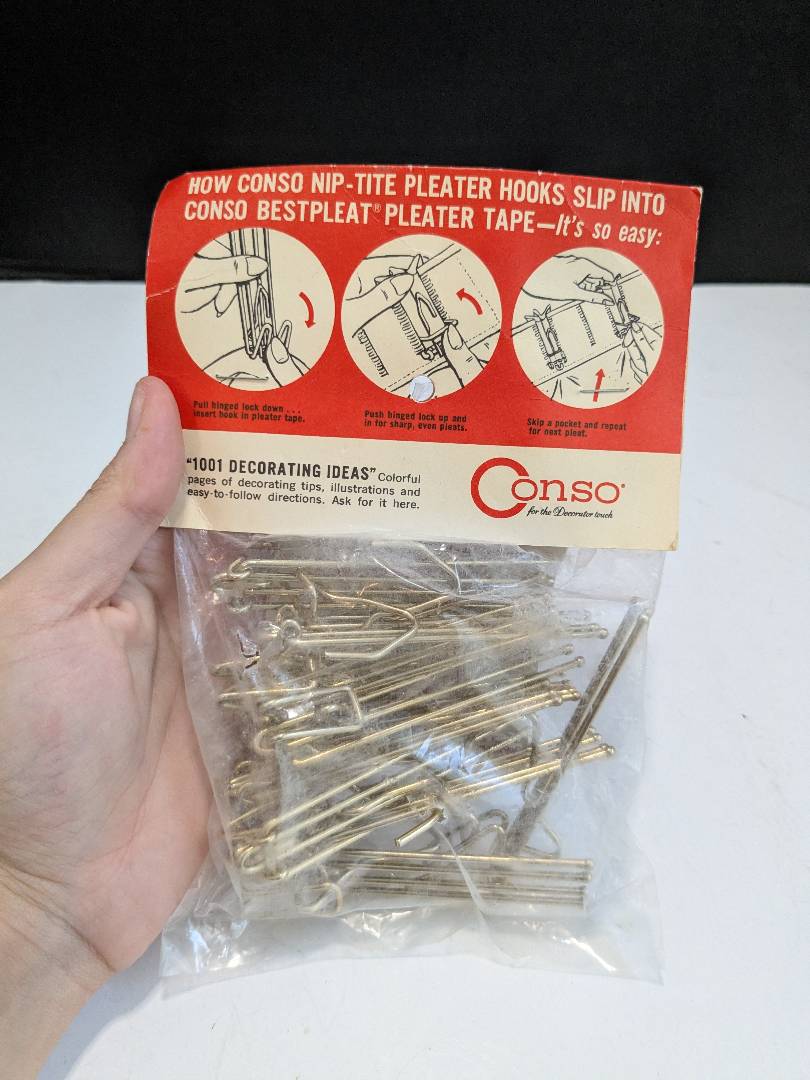 HOW CONSO NIP-TITE PLEATER HOOKS SLIP INTO
CONSO BESTPLEAT® PLEATER TAPE—It's so easy:
Pull hinged lock down . . .
insert hook in pleater tape.
Push hinged lock up and
in for sharp, even pleats.
Skip a pocket and repeat
for next pleat.
"1001 DECORATING IDEAS" Colorful
pages of decorating tips, illustrations and
easy-to-follow directions. Ask for it here.
Conso®
for the Decorator touch